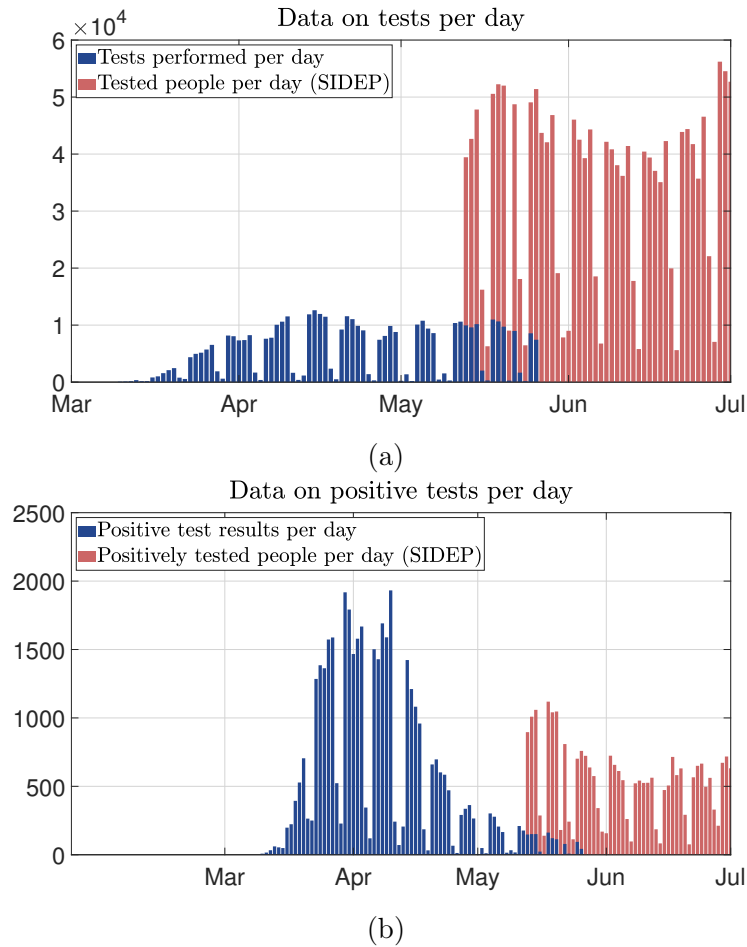 Data on tests per day
×10⁴
Tests performed per day
Tested people per day (SIDEP)
6
5
4
3
2
1
0
Mar Apr May Jun Jul
(a)
Data on positive tests per day
Positive test results per day
Positively tested people per day (SIDEP)
2500
2000
1500
1000
500
0
Mar Apr May Jun Jul
(b)